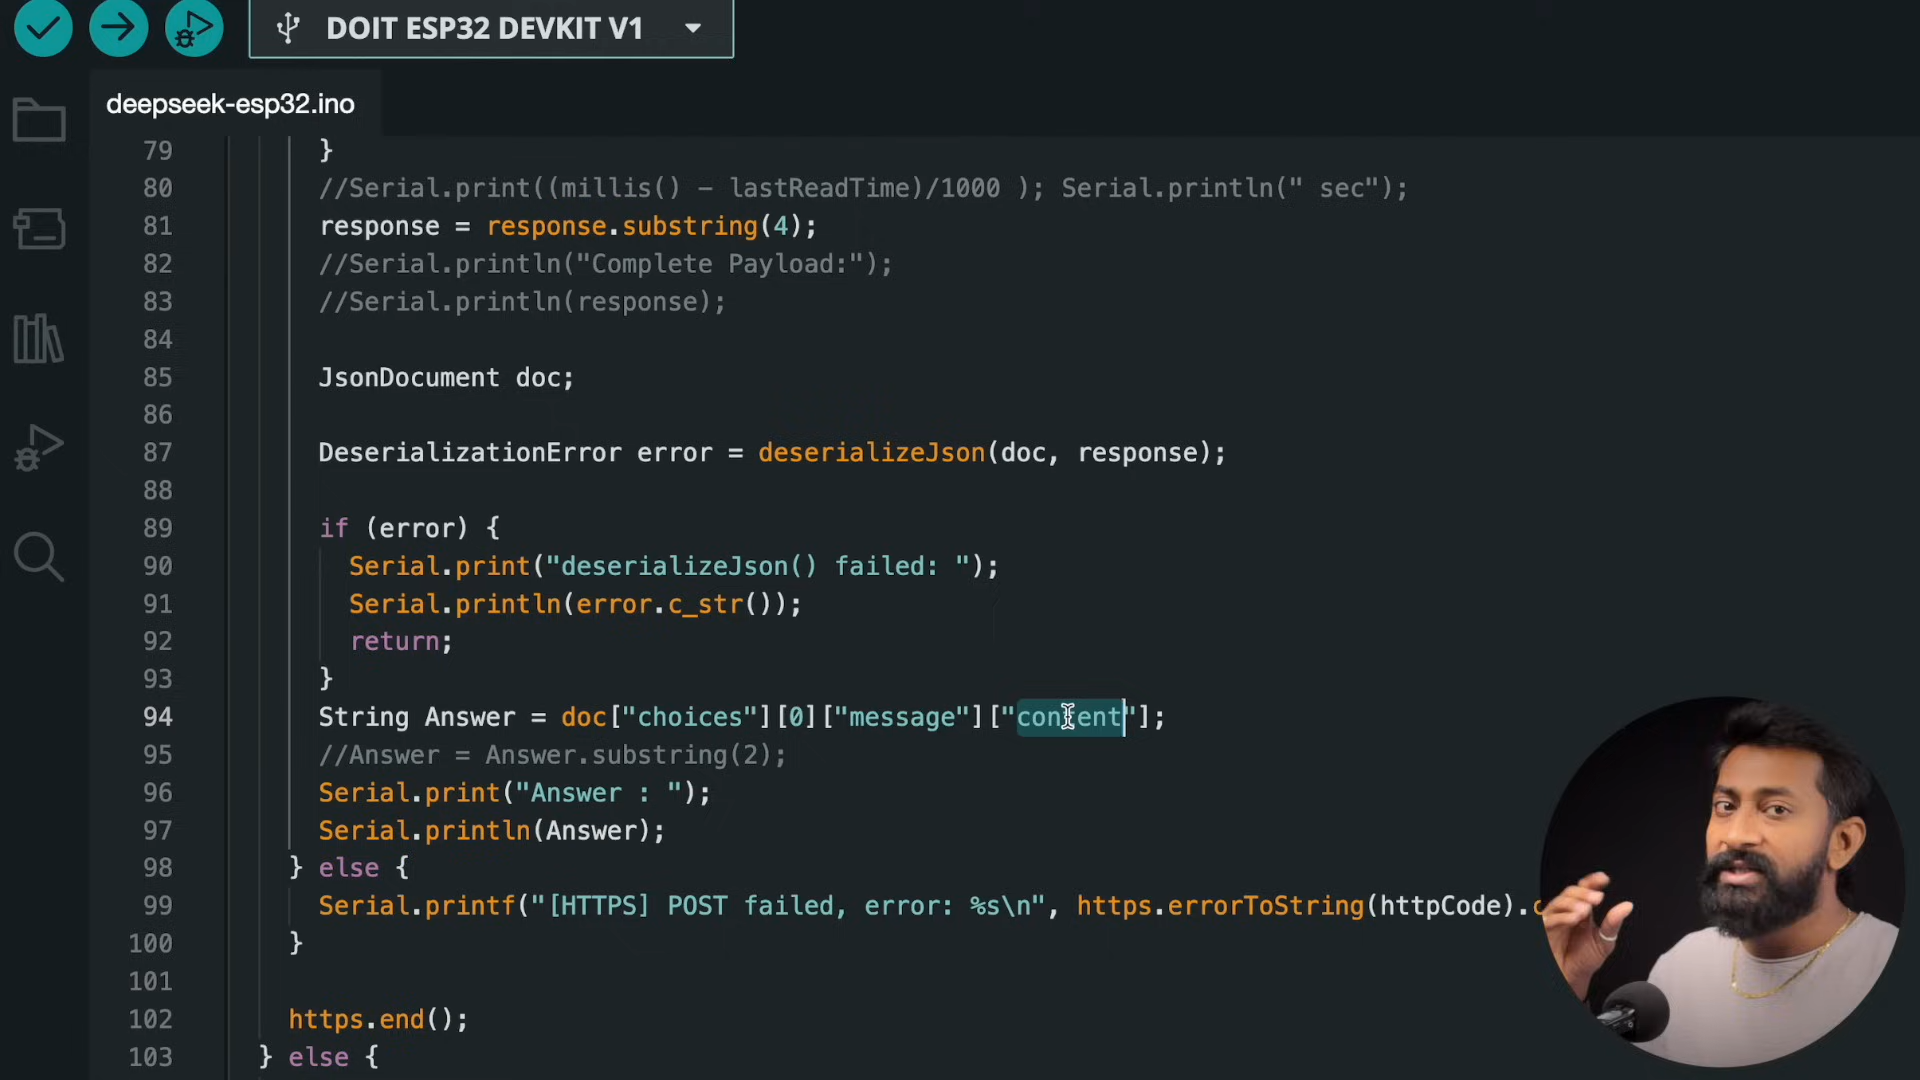 DOIT ESP32 DEVKIT V1
deepseek-esp32.ino
79 }
80 //Serial.print((millis() - lastReadTime)/1000 ); Serial.println(" sec");
81 response = response.substring(4);
82 //Serial.println("Complete Payload:");
83 //Serial.println(response);
84
85 JsonDocument doc;
86
87 DeserializationError error = deserializeJson(doc, response);
88
89 if (error) {
90 Serial.print("deserializeJson() failed: ");
91 Serial.println(error.c_str());
92 return;
93 }
94 String Answer = doc["choices"][0]["message"]["content"];
95 //Answer = Answer.substring(2);
96 Serial.print("Answer : ");
97 Serial.println(Answer);
98 } else {
99 Serial.printf("[HTTPS] POST failed, error: %s\n", https.errorToString(httpCode).
100 }
101
102 https.end();
103 } else {